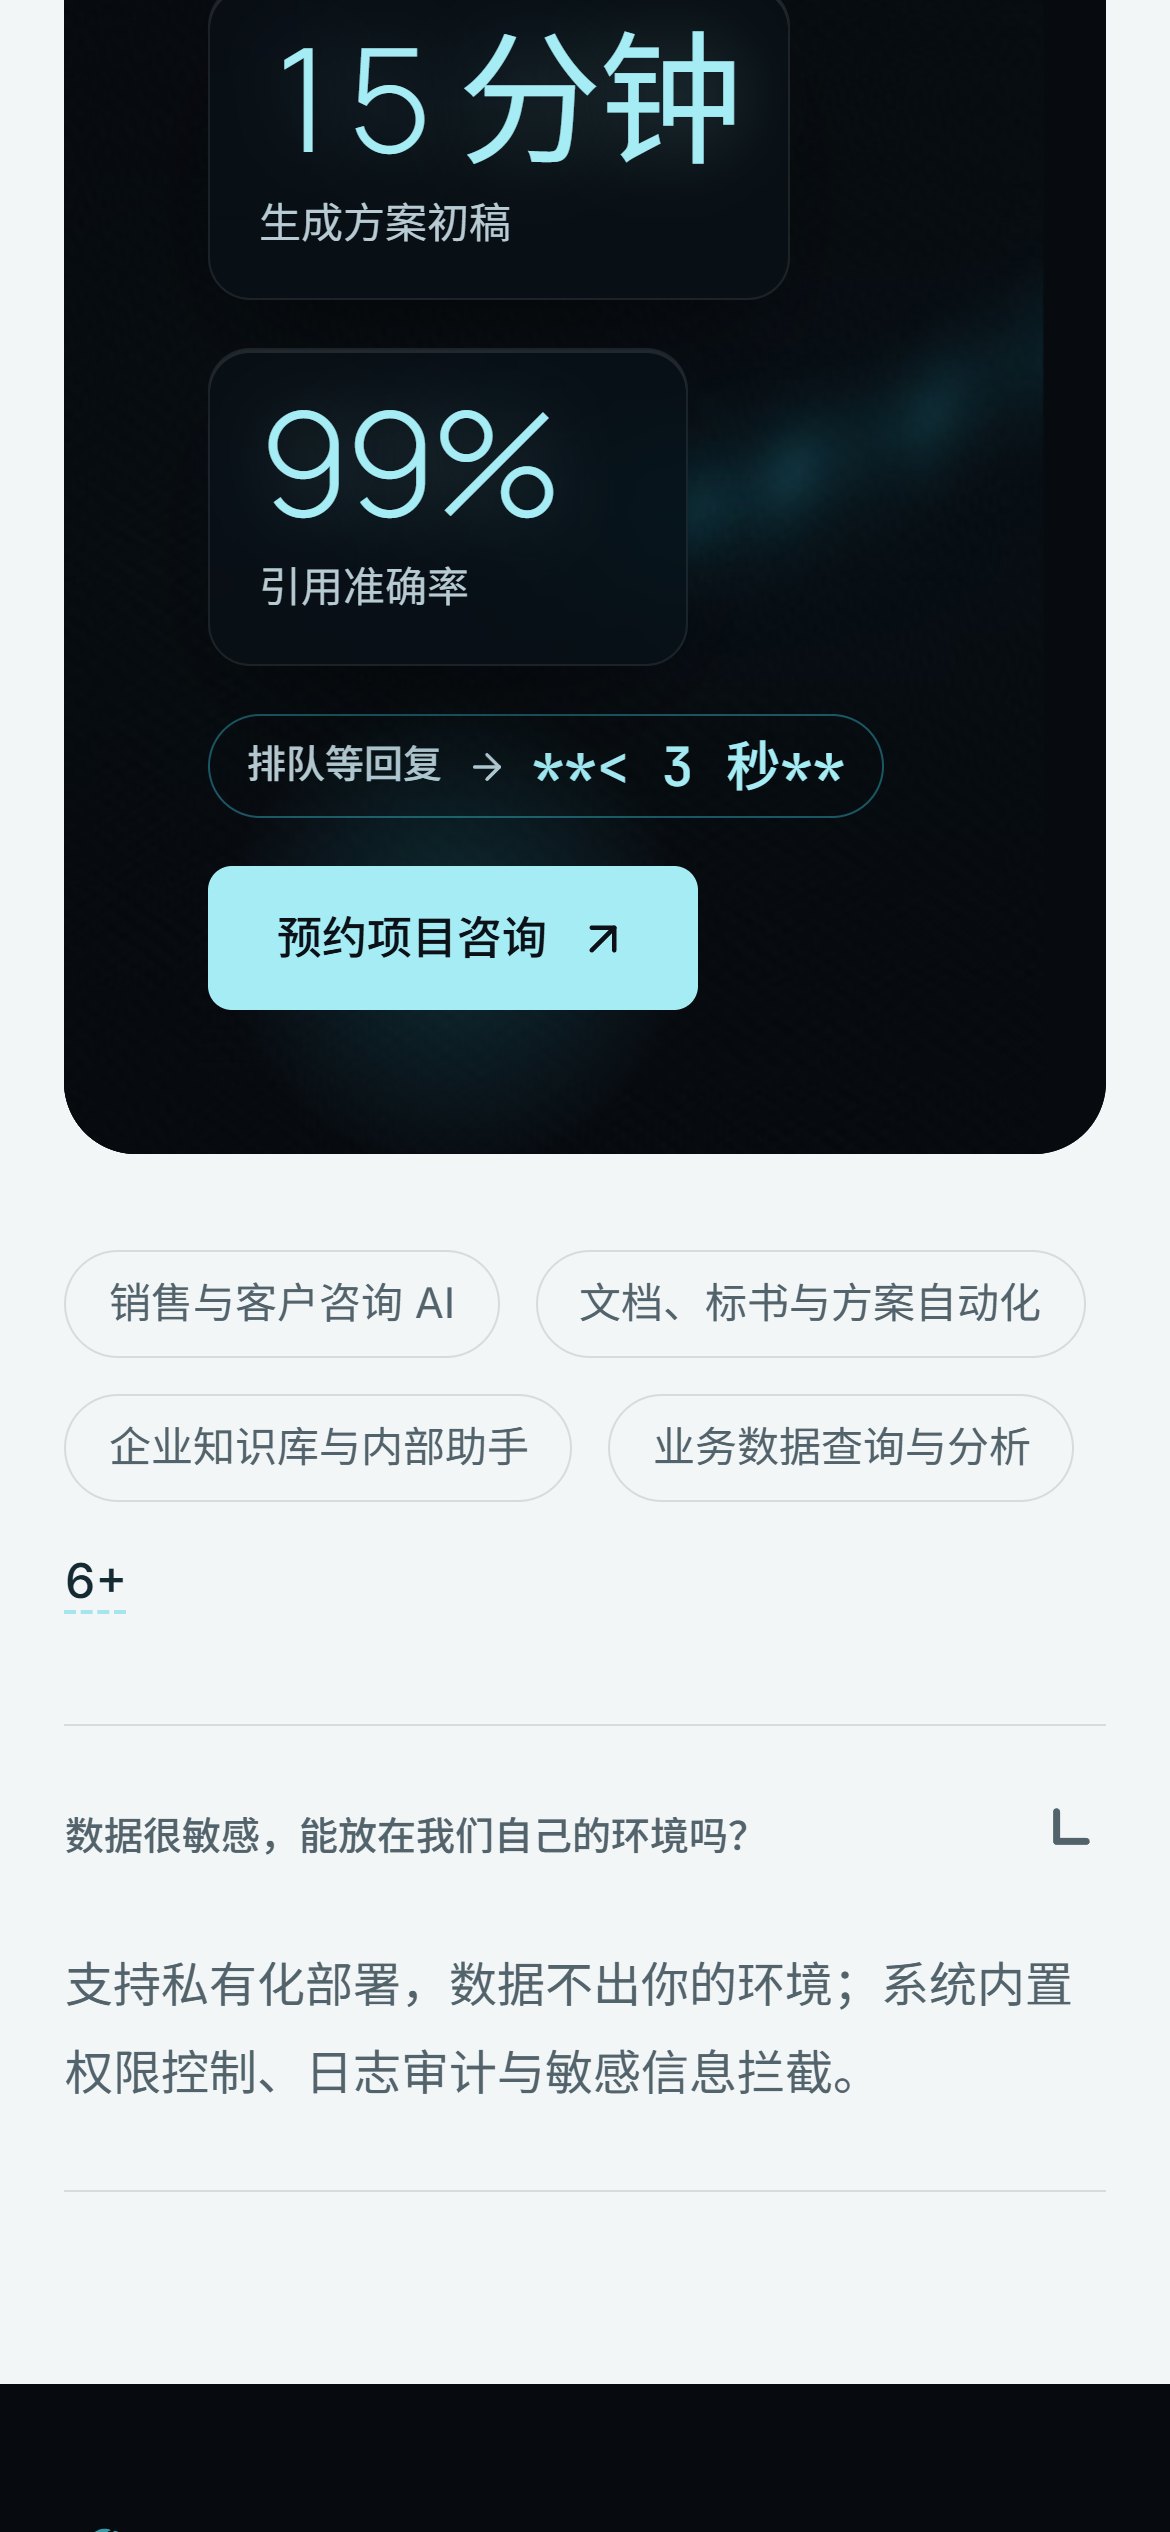 15分钟
生成方案初稿
99%
引用准确率
排队等回复 → **< 3 秒**
预约项目咨询 ↗
销售与客户咨询 AI
文档、标书与方案自动化
企业知识库与内部助手
业务数据查询与分析
6+
数据很敏感，能放在我们自己的环境吗？
支持私有化部署，数据不出你的环境；系统内置
权限控制、日志审计与敏感信息拦截。